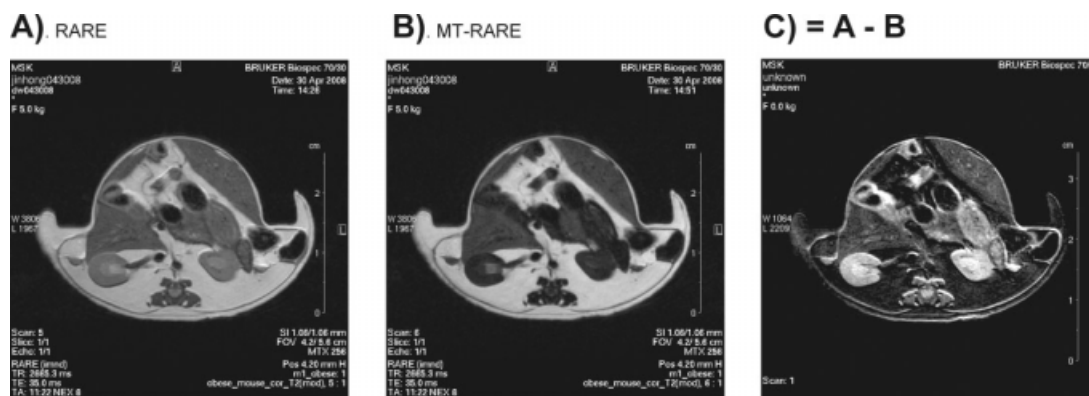 A). RARE
B). MT-RARE
C) = A - B
MSK
BRUKER Biospec 70/30
jinhong043008
Date: 30 Apr 2008
dw043008
Time: 14:26
F 5.0 kg
A
cm
2
1
0
W 3806
L 1967
L
Scan: 5
Slice: 1/1
Echo: 1/1
RARE (imnd)
TR: 2665.3 ms
TE: 35.0 ms
TA: 11:22 NEX 8
SI 1.06/1.06 mm
FOV 4.2/ 5.6 cm
MTX 256
Pos 4.20 mm H
m1_obese: 1
obese_mouse_cor_T2(mod), 5 : 1
MSK
BRUKER Biospec 70/30
jinhong043008
Date: 30 Apr 2008
dw043008
Time: 14:51
F 5.0 kg
A
cm
2
1
0
W 3806
L 1967
L
Scan: 6
Slice: 1/1
Echo: 1/1
RARE (imnd)
TR: 2665.3 ms
TE: 35.0 ms
TA: 11:22 NEX 8
SI 1.06/1.06 mm
FOV 4.2/ 5.6 cm
MTX 256
Pos 4.20 mm H
m1_obese: 1
obese_mouse_cor_T2(mod), 6 : 1
MSK
BRUKER Biospec
unknown
unknown
F 0.0 kg
cm
3
2
1
0
W 1064
L 2209
Scan: 1